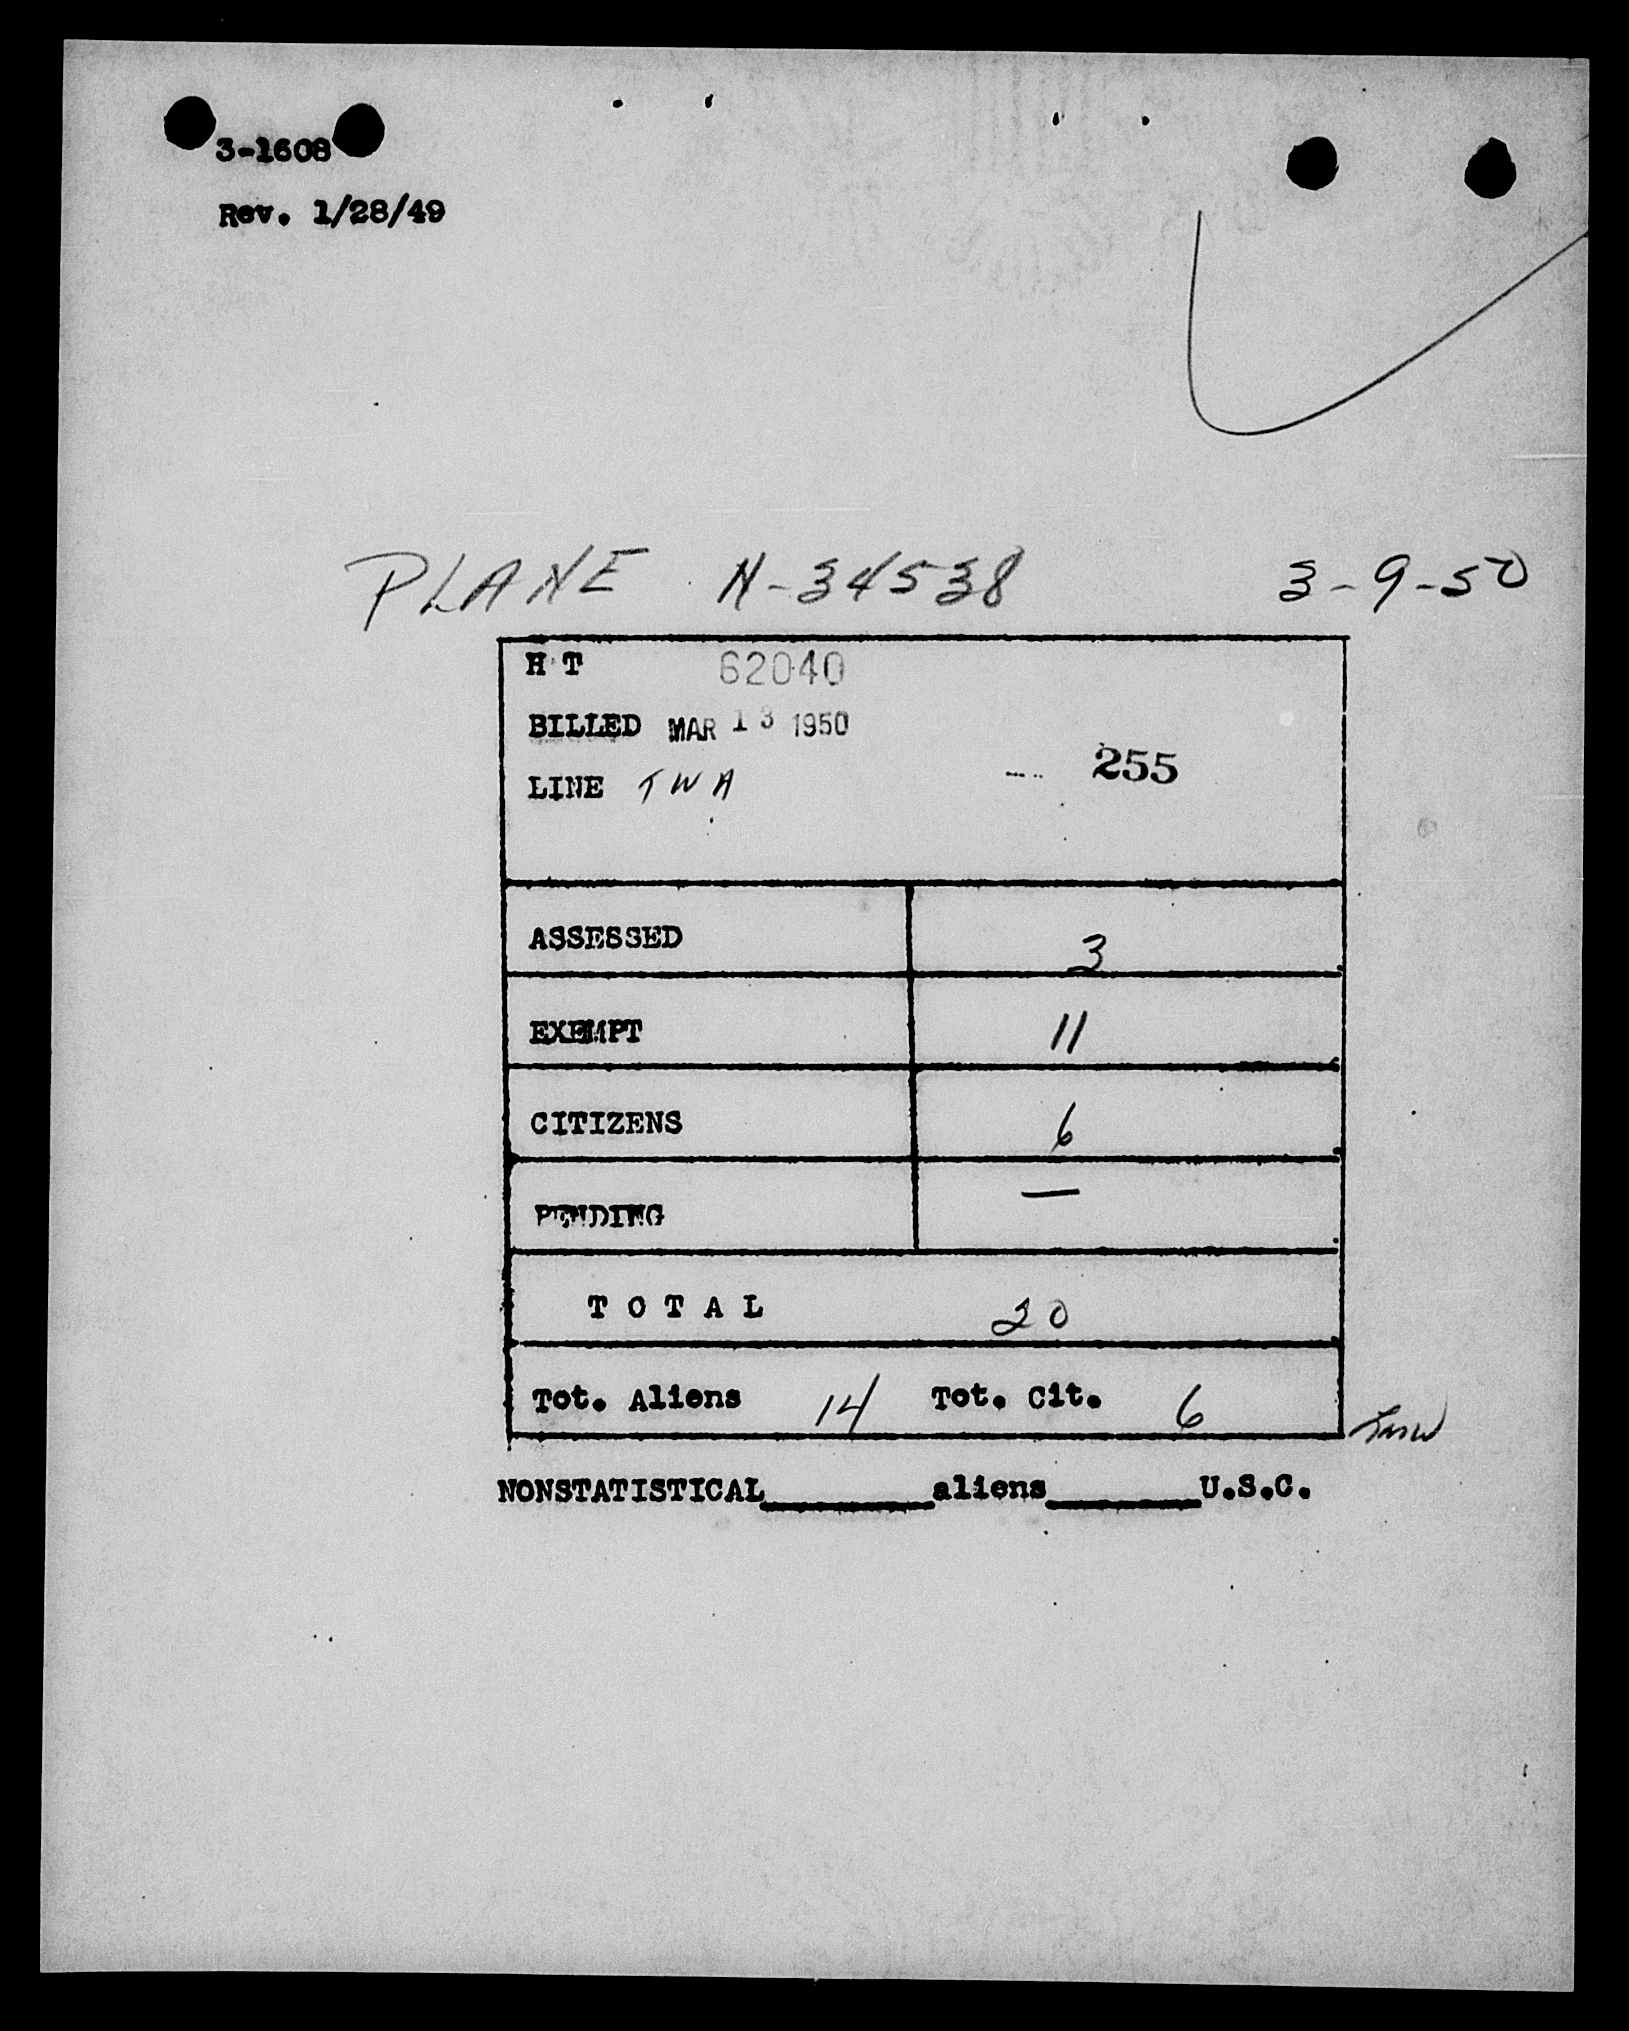 3-1608
Rev. 1/28/49
PLANE N-34538 3-9-50
H T 62040
BILLED MAR 13 1950
255
LINE TWA
ASSESSED 3
EXEMPT 11
CITIZENS 6
PENDING —
TOTAL 20
Tot. Aliens 14 Tot. Cit. 6
NONSTATISTICAL________aliens________U.S.C.